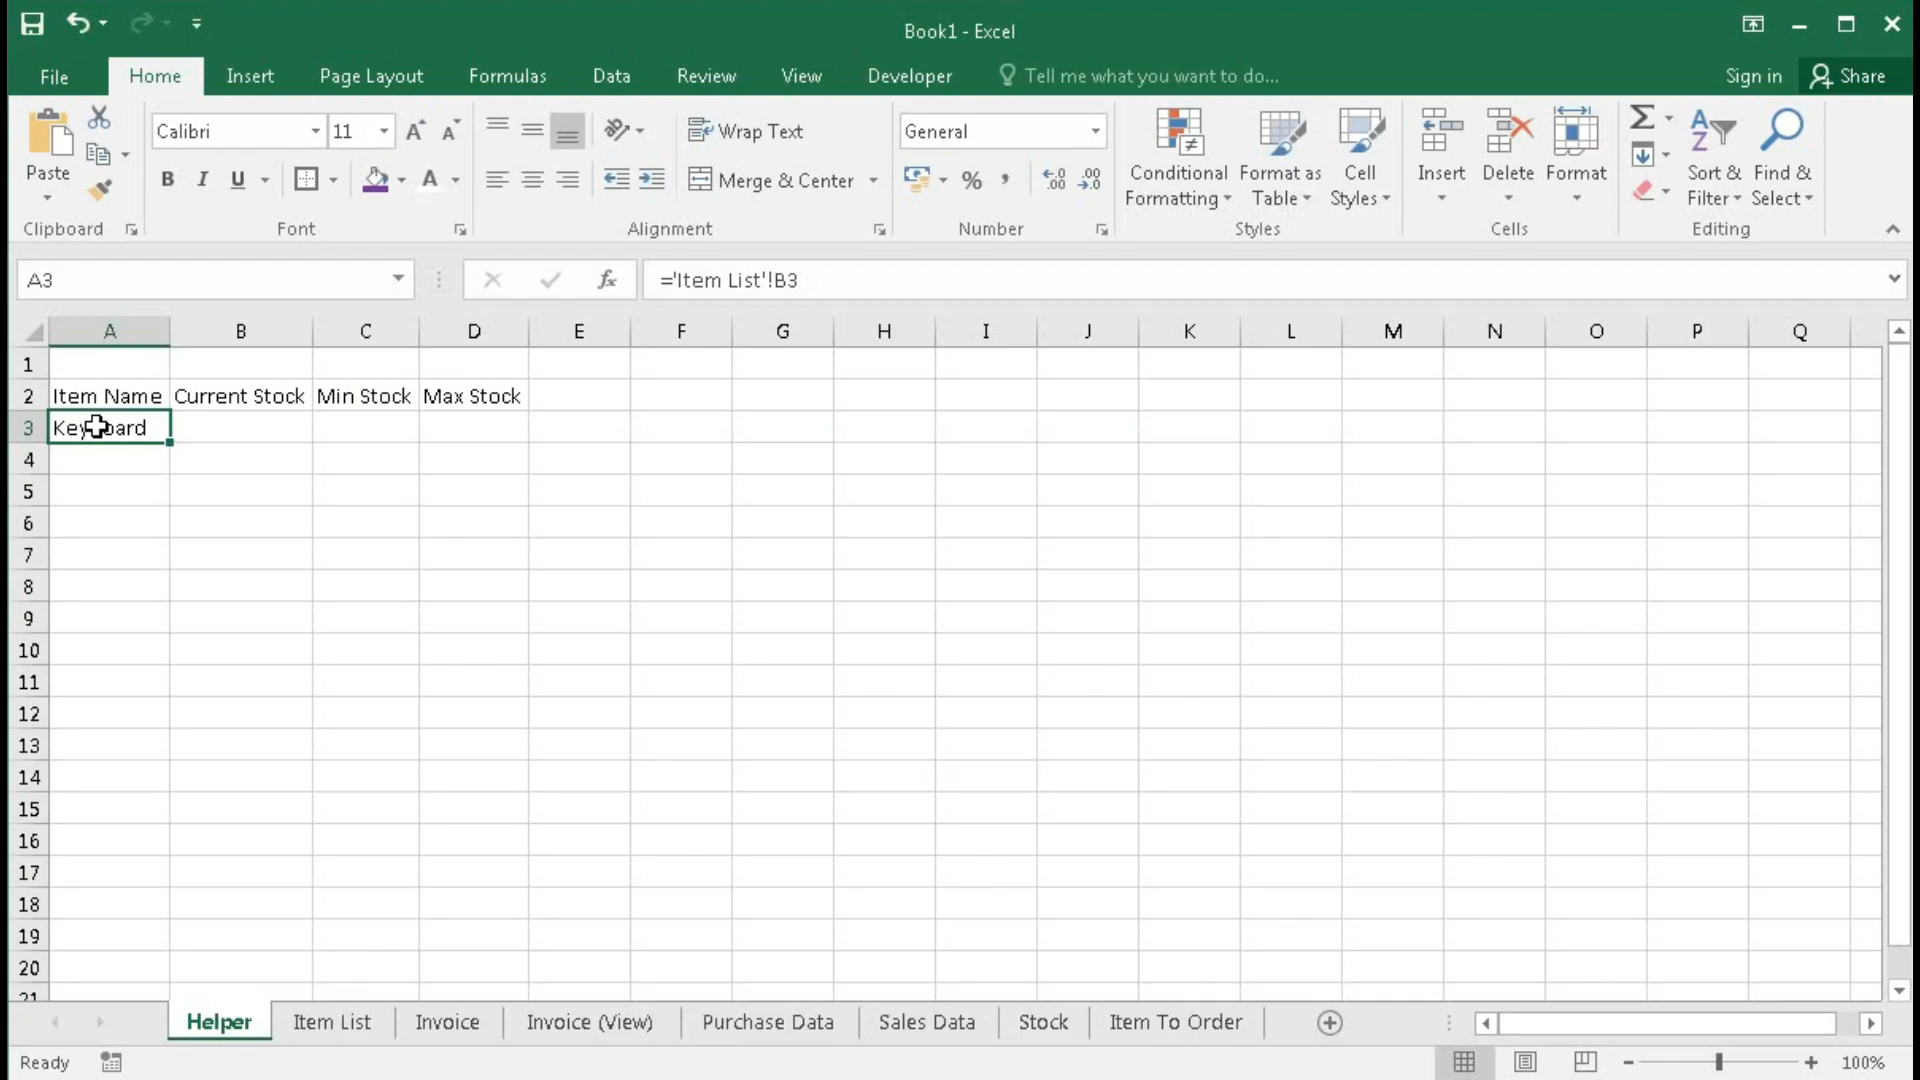 Book1 - Excel
File Home Insert Page Layout Formulas Data Review View Developer Tell me what you want to do... Sign in Share
Paste
Calibri 11
B I U A
Wrap Text
Merge & Center
General
% ,
Conditional Formatting
Format as Table
Cell Styles
Insert Delete Format
Sort & Filter
Find & Select
Clipboard Font Alignment Number Styles Cells Editing
A3 fx ='Item List'!B3
A B C D E F G H I J K L M N O P Q
1
2 Item Name Current Stock Min Stock Max Stock
3 Keyboard
4
5
6
7
8
9
10
11
12
13
14
15
16
17
18
19
20
21
Helper Item List Invoice Invoice (View) Purchase Data Sales Data Stock Item To Order
Ready 100%